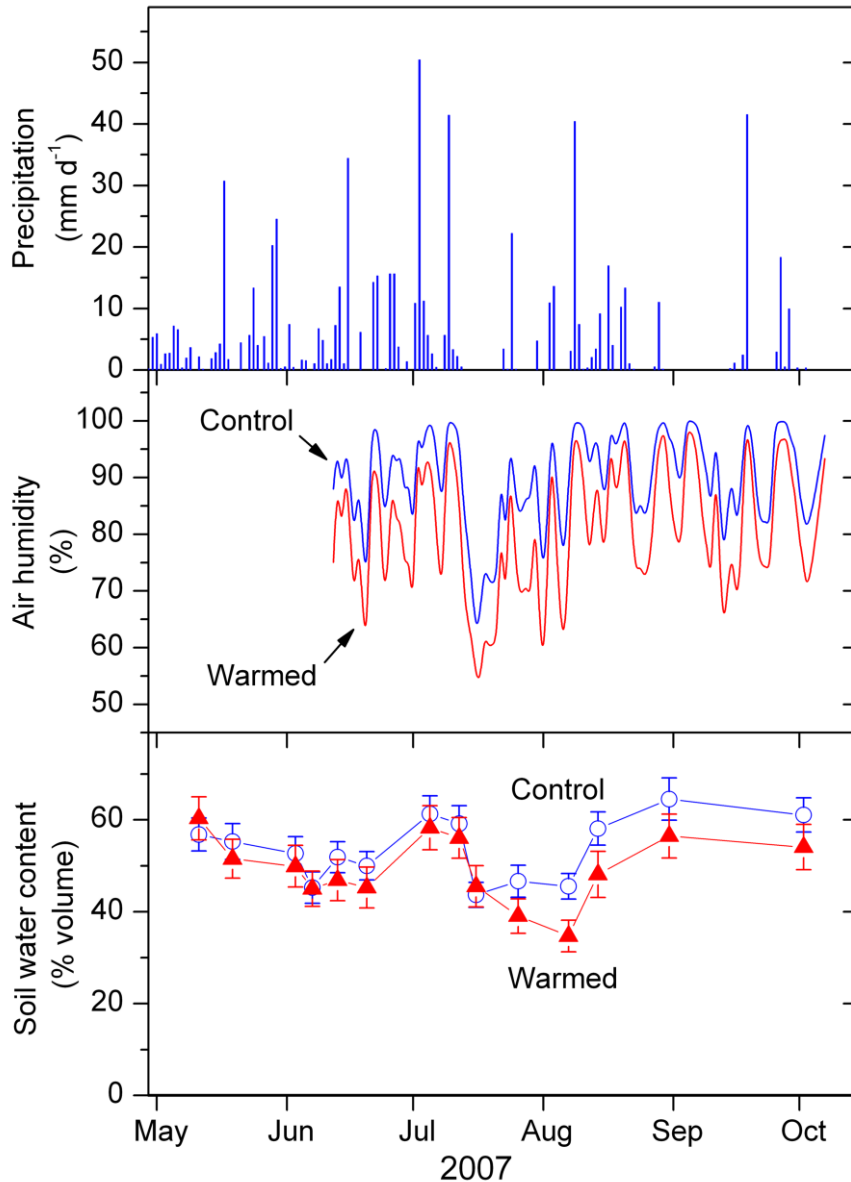 Precipitation
(mm d⁻¹)
50
40
30
20
10
0
Air humidity
(%)
100
90
80
70
60
50
Control
Warmed
Soil water content
(% volume)
60
40
20
0
Control
Warmed
May
Jun
Jul
Aug
Sep
Oct
2007